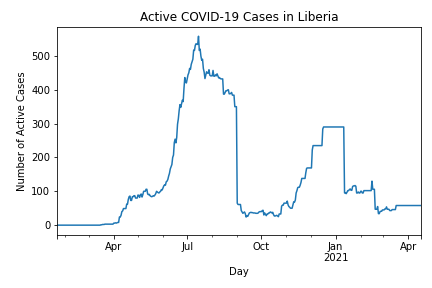 Active COVID-19 Cases in Liberia
Number of Active Cases
500
400
300
200
100
0
Apr
Jul
Oct
Jan
2021
Apr
Day